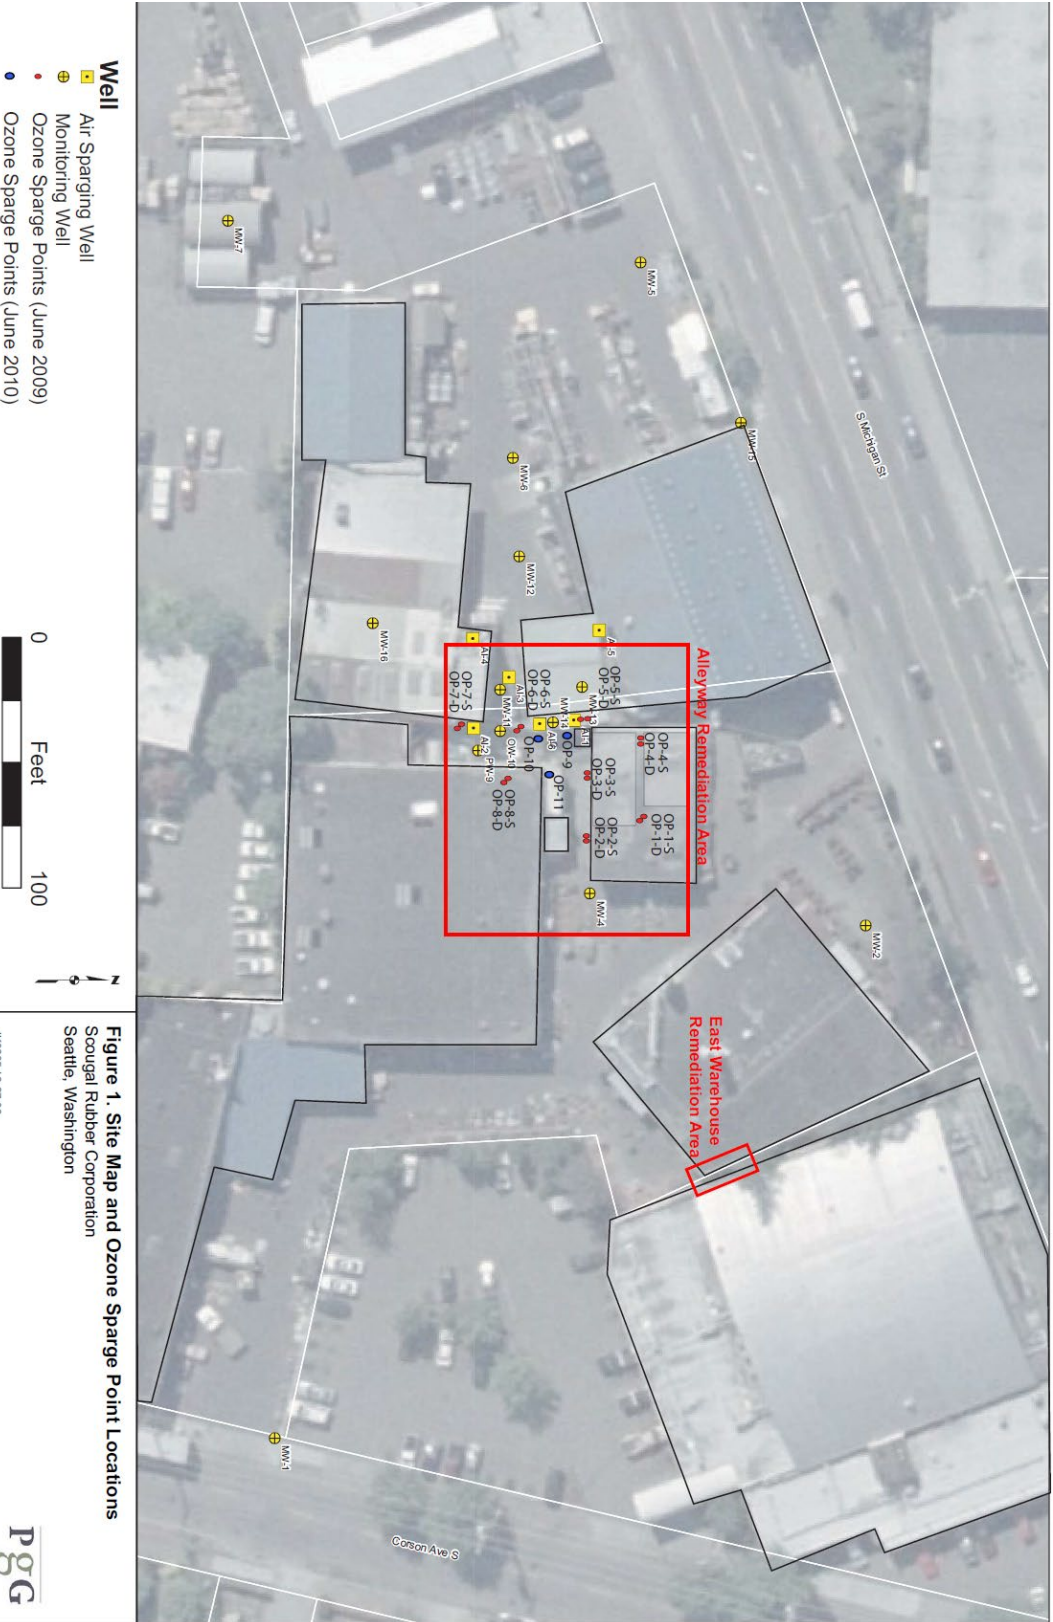 S Michigan St
MW-7
MW-5
MW-15
MW-6
MW-12
MW-16
MW-2
MW-4
MW-1
Corson Ave S
Alleyway Remediation Area
East Warehouse
Remediation Area
AI-5
AI-4
AI-3
MW-11
MW-13
AI-1
MW-14
OW-10
AI-2
PW-9
OP-5-S
OP-5-D
OP-6-S
OP-6-D
OP-7-S
OP-7-D
OP-4-S
OP-4-D
OP-3-S
OP-3-D
OP-1-S
OP-1-D
OP-2-S
OP-2-D
OP-8-S
OP-8-D
OP-9
OP-10
OP-11
Well
Air Sparging Well
Monitoring Well
Ozone Sparge Points (June 2009)
Ozone Sparge Points (June 2010)
0 Feet 100
N
Figure 1. Site Map and Ozone Sparge Point Locations
Scougal Rubber Corporation
Seattle, Washington
PgG